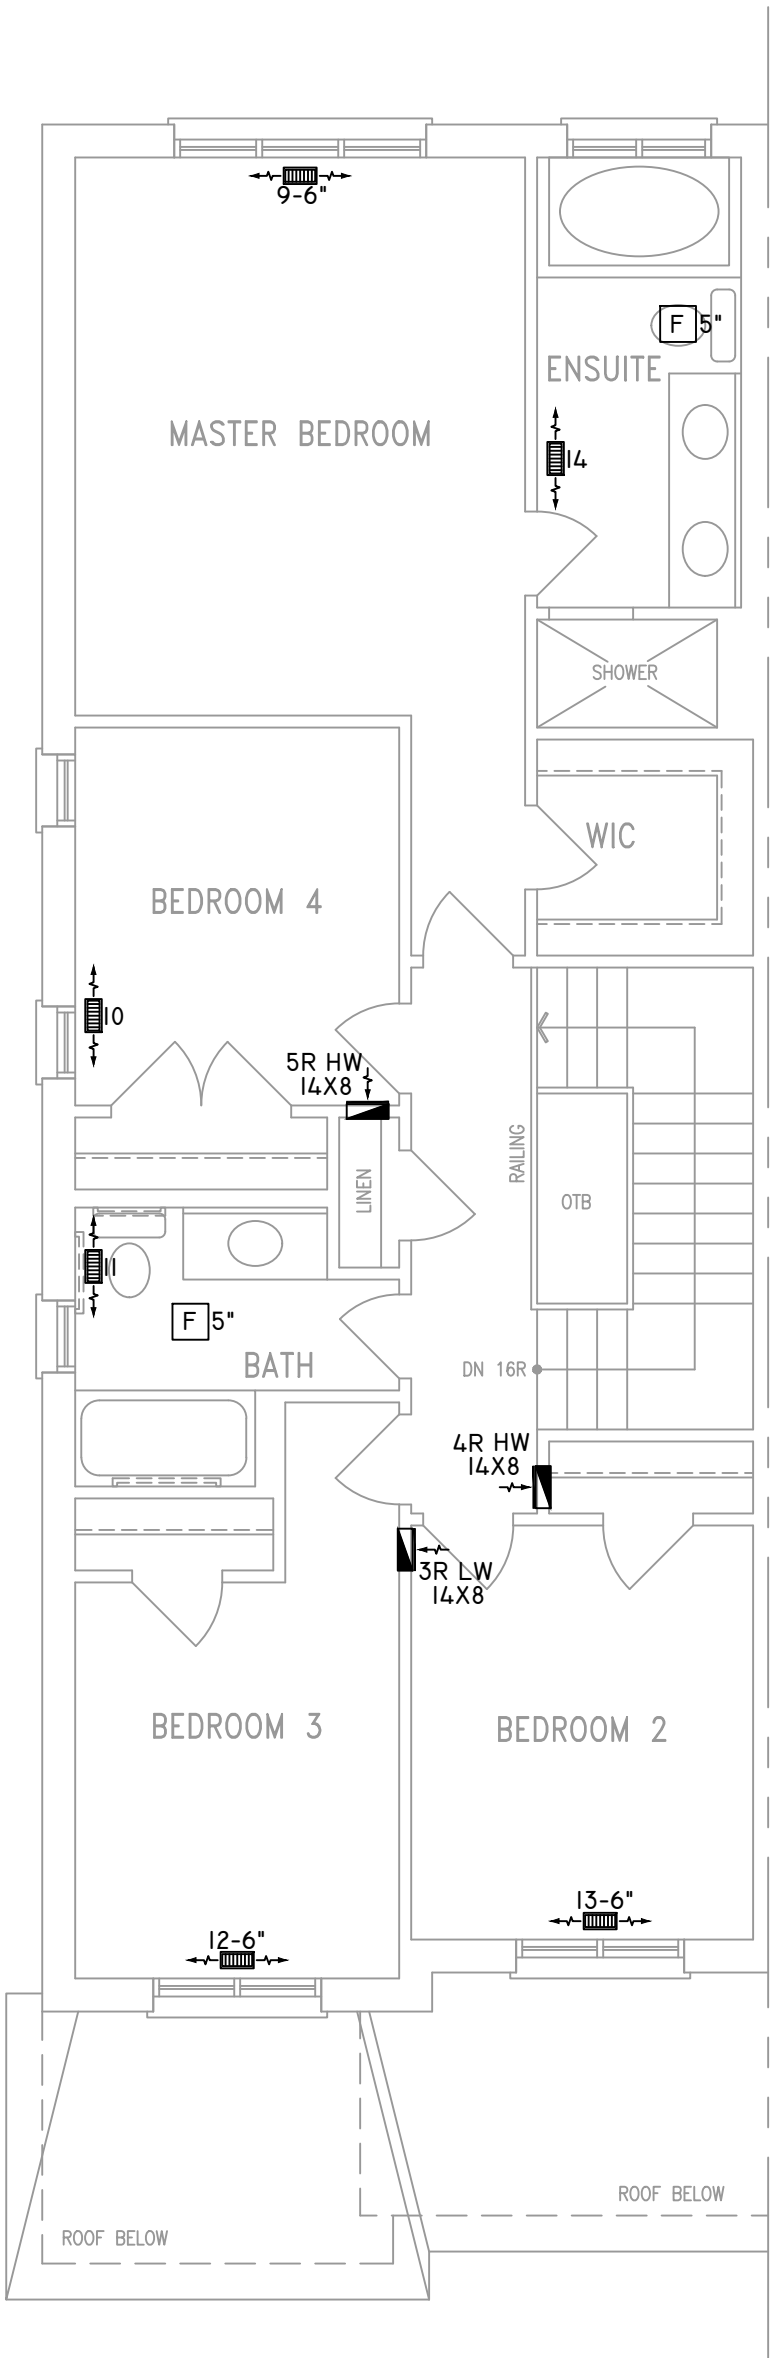 9-6"
F 5"
ENSUITE
MASTER BEDROOM
14
SHOWER
WIC
BEDROOM 4
10
5R HW
14X8
RAILING
LINEN
OTB
11
F 5"
BATH
DN 16R
4R HW
14X8
3R LW
14X8
BEDROOM 3
BEDROOM 2
13-6"
12-6"
ROOF BELOW
ROOF BELOW